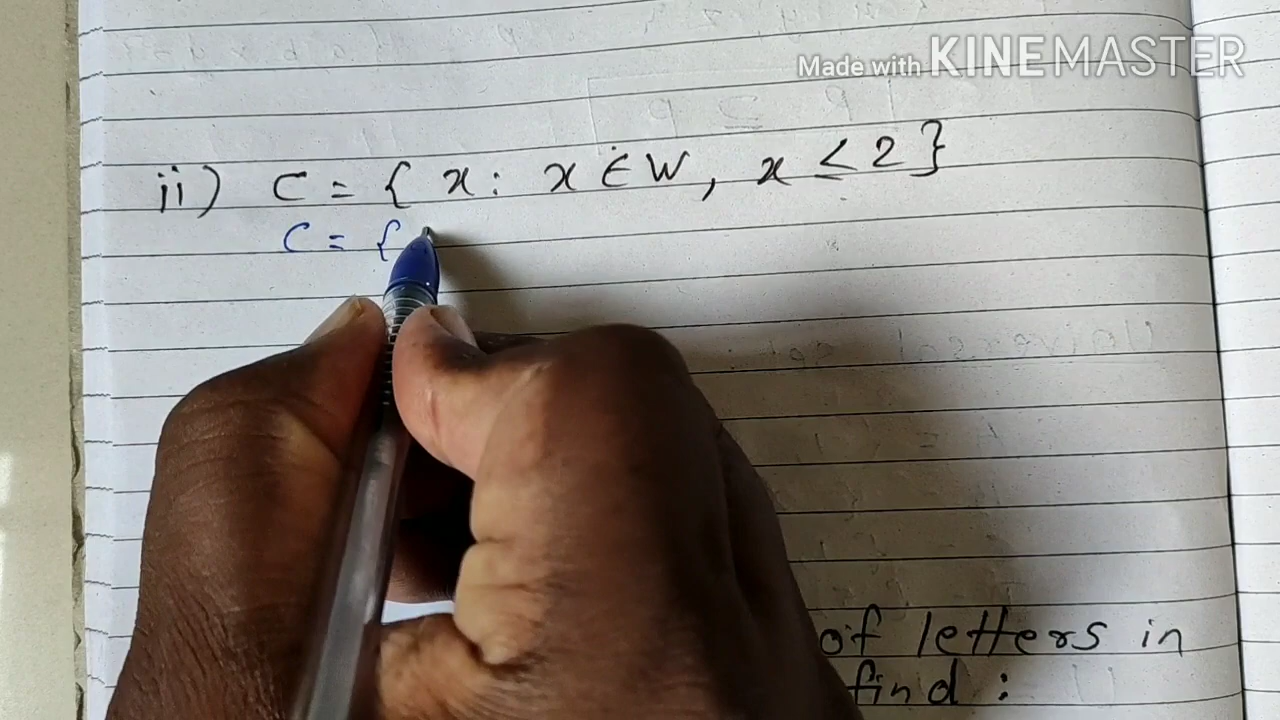 Made with KINEMASTER
ii) C = { x : x ∈ W, x ≤ 2 }
C = {
of letters in
find :